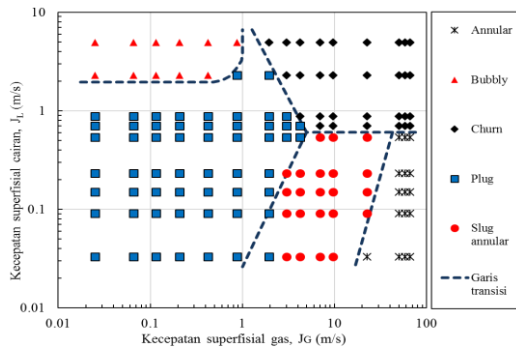 Kecepatan superfisial cairan, JL (m/s)
10
1
0.1
0.01
0.01
0.1
1
10
100
Kecepatan superfisial gas, JG (m/s)
Annular
Bubbly
Churn
Plug
Slug
annular
Garis
transisi